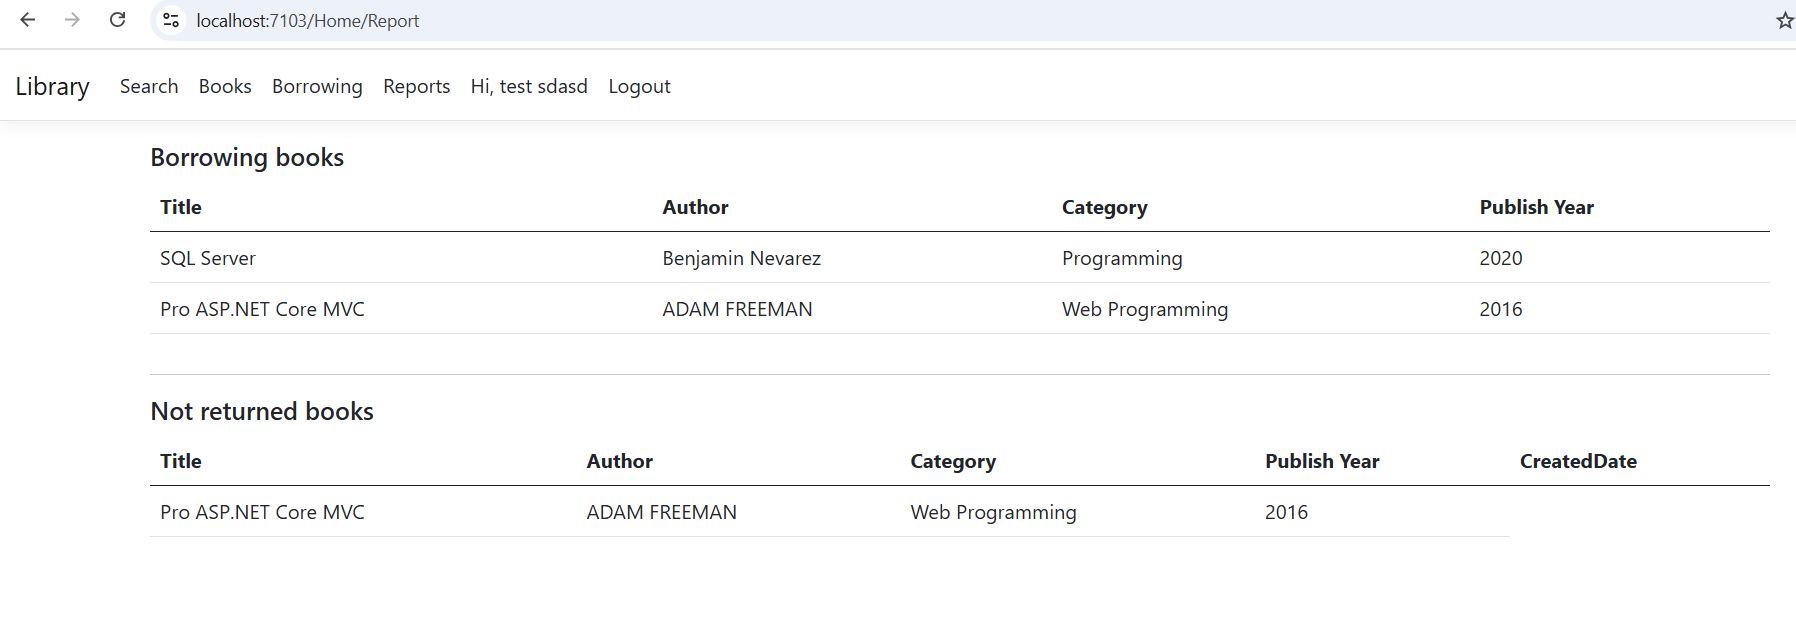 localhost:7103/Home/Report
Library Search Books Borrowing Reports Hi, test sdasd Logout
Borrowing books
Title Author Category Publish Year
SQL Server Benjamin Nevarez Programming 2020
Pro ASP.NET Core MVC ADAM FREEMAN Web Programming 2016
Not returned books
Title Author Category Publish Year CreatedDate
Pro ASP.NET Core MVC ADAM FREEMAN Web Programming 2016